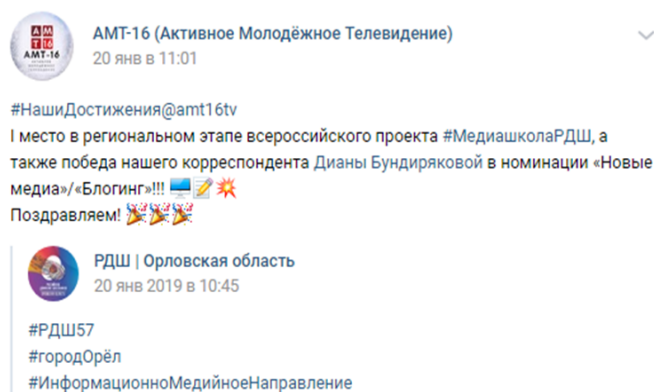 АМТ-16
АМТ-16 (Активное Молодёжное Телевидение)
20 янв в 11:01
#НашиДостижения@amt16tv
I место в региональном этапе всероссийского проекта #МедиашколаРДШ, а
также победа нашего корреспондента Дианы Бундиряковой в номинации «Новые
медиа»/«Блогинг»!!! 🖥📝💥
Поздравляем! 🎉🎉🎉
РДШ | Орловская область
20 янв 2019 в 10:45
#РДШ57
#городОрёл
#ИнформационноМедийноеНаправление